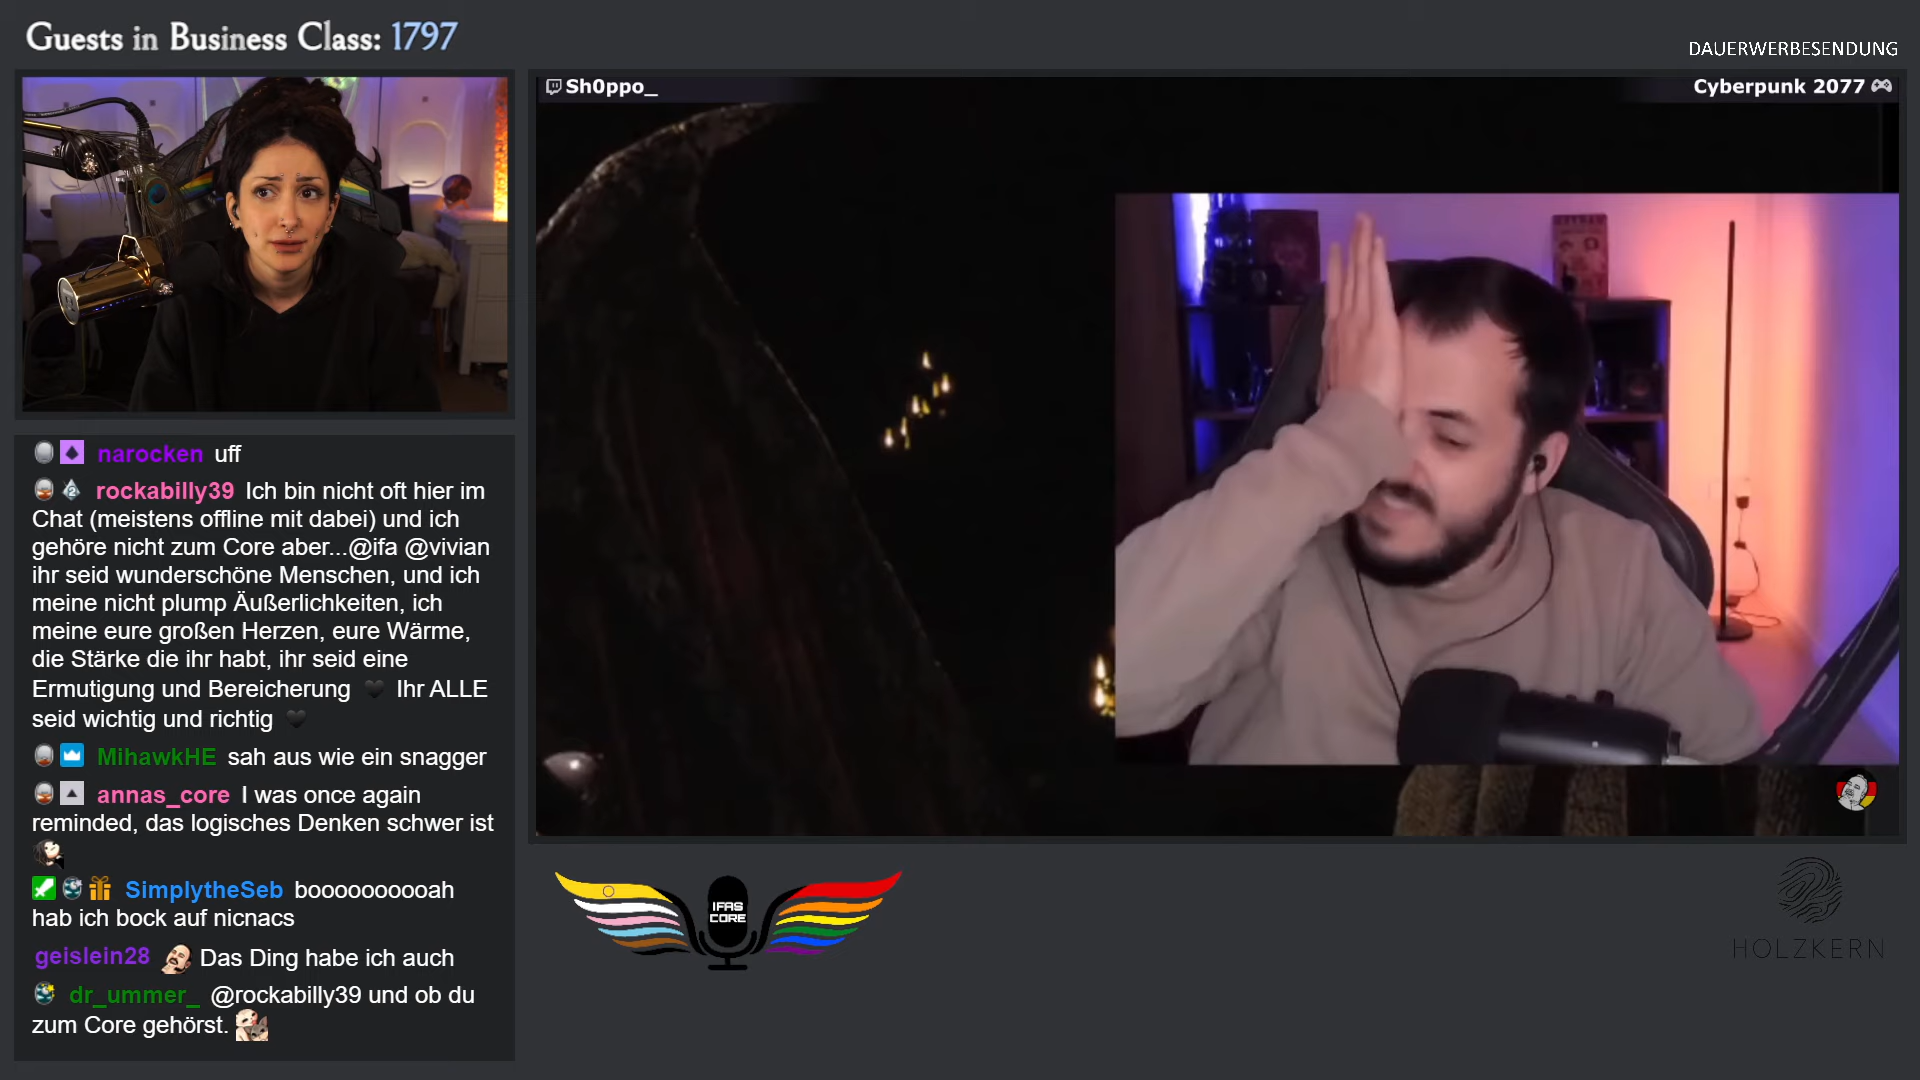 Guests in Business Class: 1797
DAUERWERBESENDUNG
Sh0ppo_
Cyberpunk 2077
narocken uff
rockabilly39 Ich bin nicht oft hier im
Chat (meistens offline mit dabei) und ich
gehöre nicht zum Core aber...@ifa @vivian
ihr seid wunderschöne Menschen, und ich
meine nicht plump Äußerlichkeiten, ich
meine eure großen Herzen, eure Wärme,
die Stärke die ihr habt, ihr seid eine
Ermutigung und Bereicherung 🖤 Ihr ALLE
seid wichtig und richtig 🖤
MihawkHE sah aus wie ein snagger
annas_core I was once again
reminded, das logisches Denken schwer ist
SimplytheSeb boooooooooah
hab ich bock auf nicnacs
geislein28 Das Ding habe ich auch
dr_ummer_ @rockabilly39 und ob du
zum Core gehörst.
IFAS
CORE
HOLZKERN